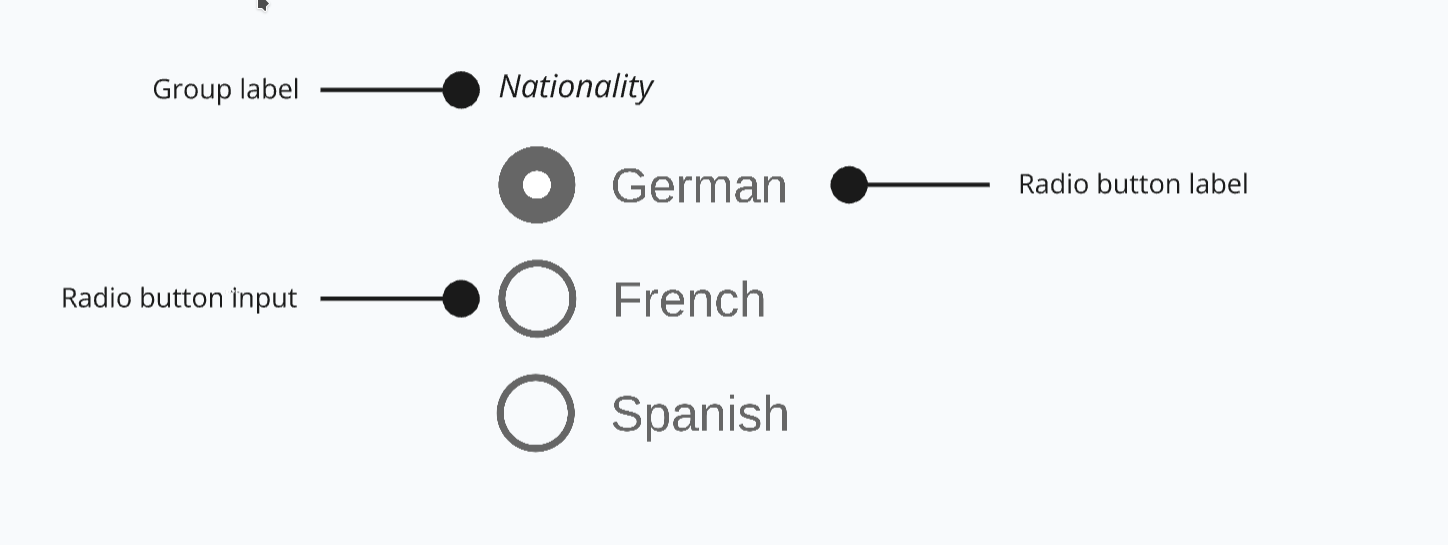 Group label
Nationality
German
Radio button label
Radio button input
French
Spanish